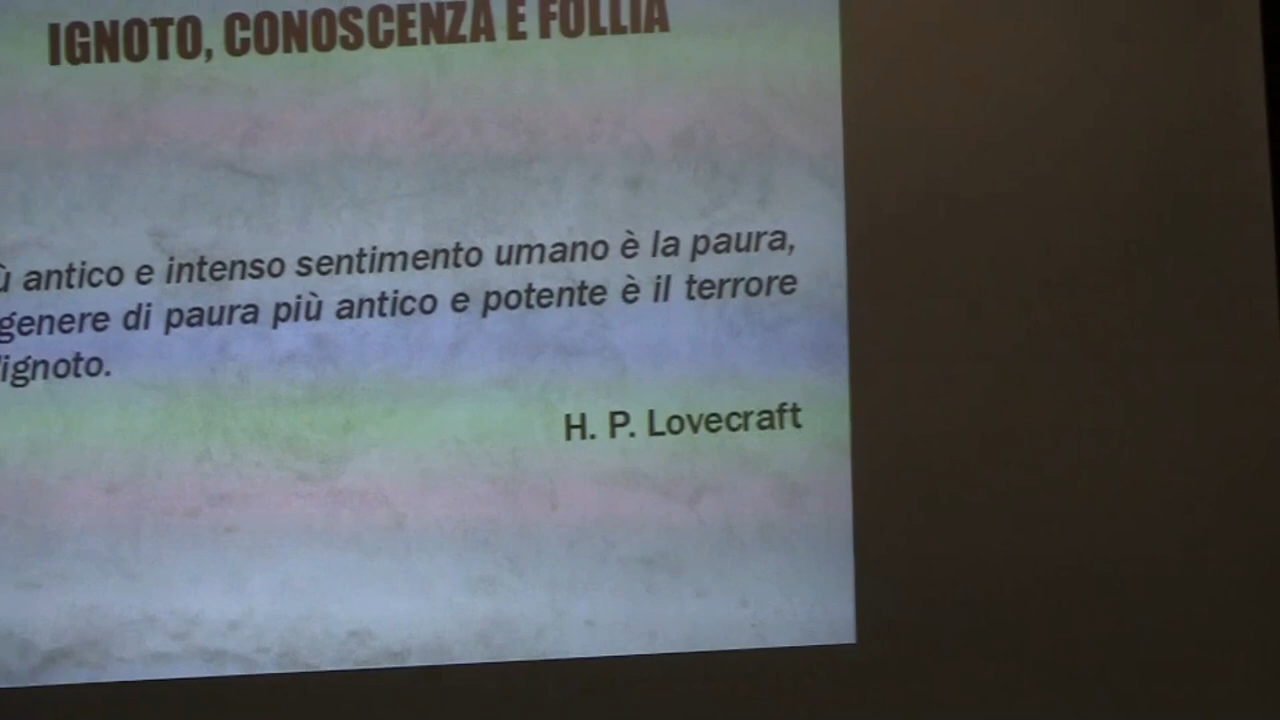 IGNOTO, CONOSCENZA E FOLLIA
ù antico e intenso sentimento umano è la paura,
genere di paura più antico e potente è il terrore
'ignoto.
H. P. Lovecraft